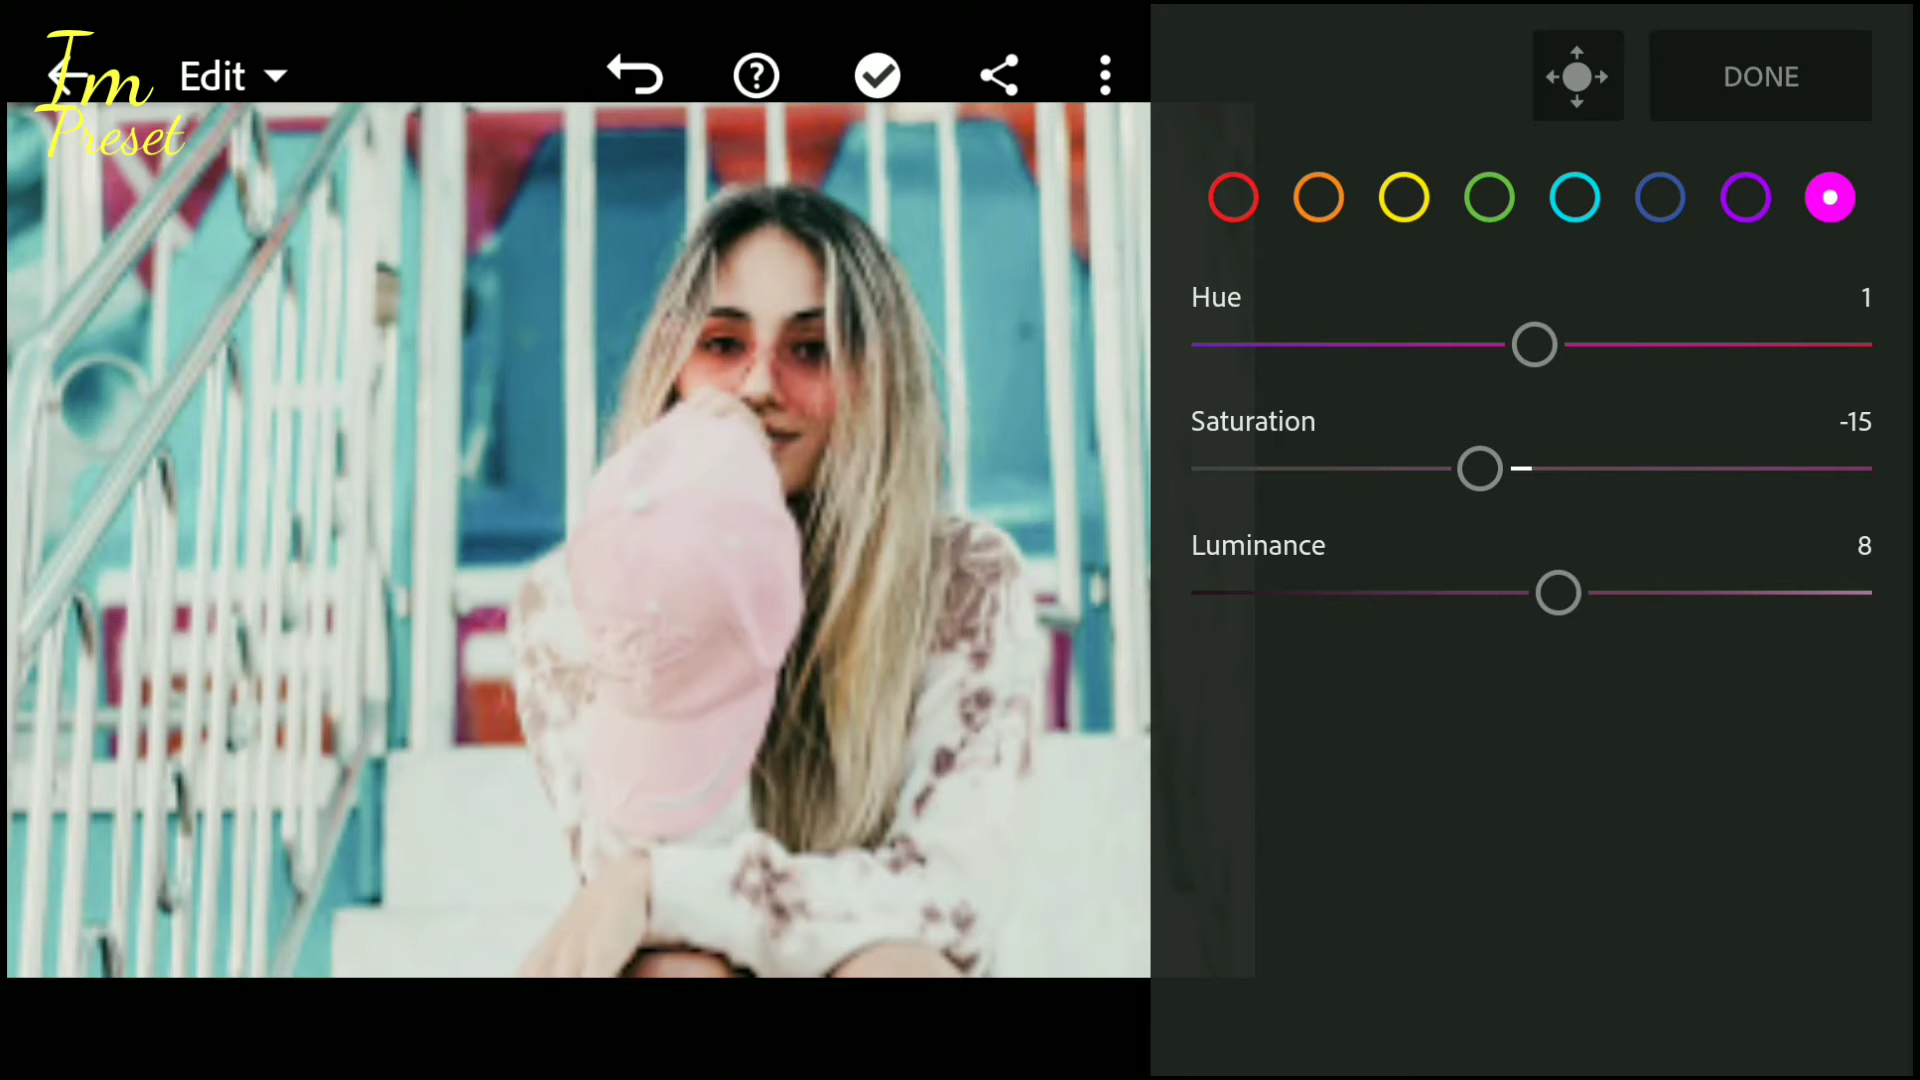 Im
Preset
Edit
DONE
Hue 1
Saturation -15
Luminance 8